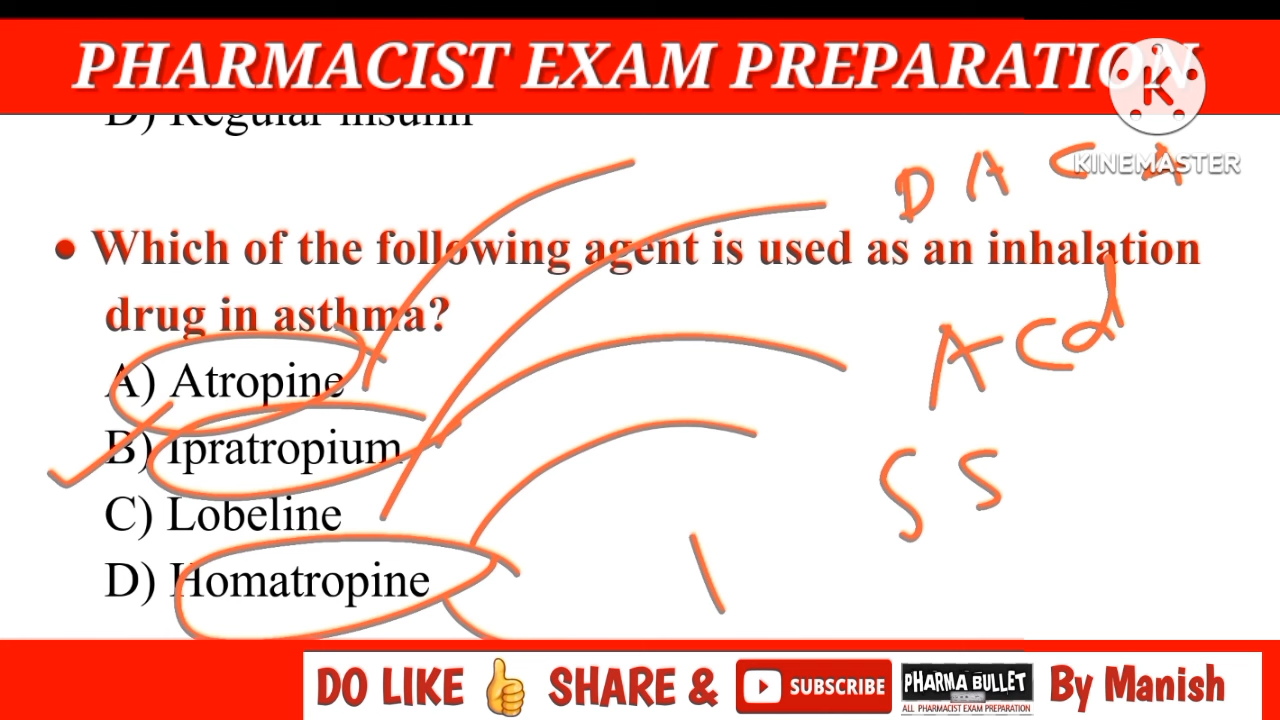 PHARMACIST EXAM PREPARATION
K
KINEMASTER
D) Regular insulin
D A C A
• Which of the following agent is used as an inhalation
drug in asthma?
A) Atropine
ACd
B) Ipratropium
S S
C) Lobeline
D) Homatropine
DO LIKE SHARE & SUBSCRIBE PHARMA BULLET By Manish
ALL PHARMACIST EXAM PREPARATION